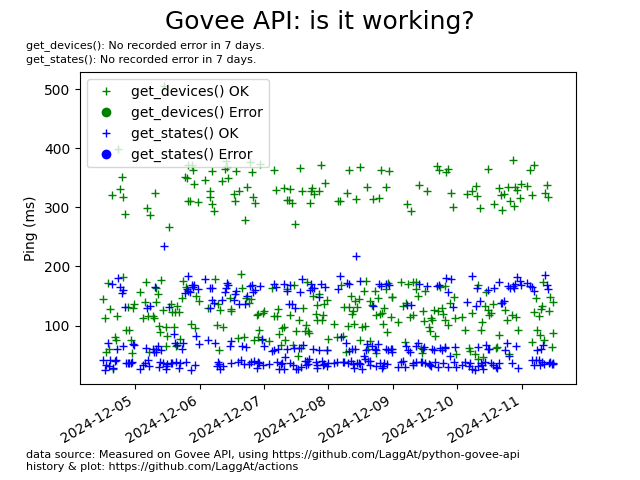 Govee API: is it working?
get_devices(): No recorded error in 7 days.
get_states(): No recorded error in 7 days.
get_devices() OK
get_devices() Error
get_states() OK
get_states() Error
500
400
300
200
100
Ping (ms)
2024-12-05
2024-12-06
2024-12-07
2024-12-08
2024-12-09
2024-12-10
2024-12-11
data source: Measured on Govee API, using https://github.com/LaggAt/python-govee-api
history & plot: https://github.com/LaggAt/actions